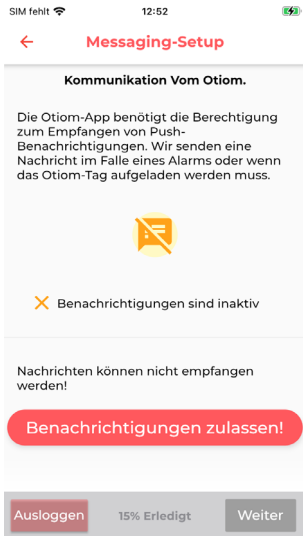 SIM fehlt 12:52
Messaging-Setup
Kommunikation Vom Otiom.
Die Otiom-App benötigt die Berechtigung
zum Empfangen von Push-
Benachrichtigungen. Wir senden eine
Nachricht im Falle eines Alarms oder wenn
das Otiom-Tag aufgeladen werden muss.
Benachrichtigungen sind inaktiv
Nachrichten können nicht empfangen
werden!
Benachrichtigungen zulassen!
Ausloggen 15% Erledigt Weiter